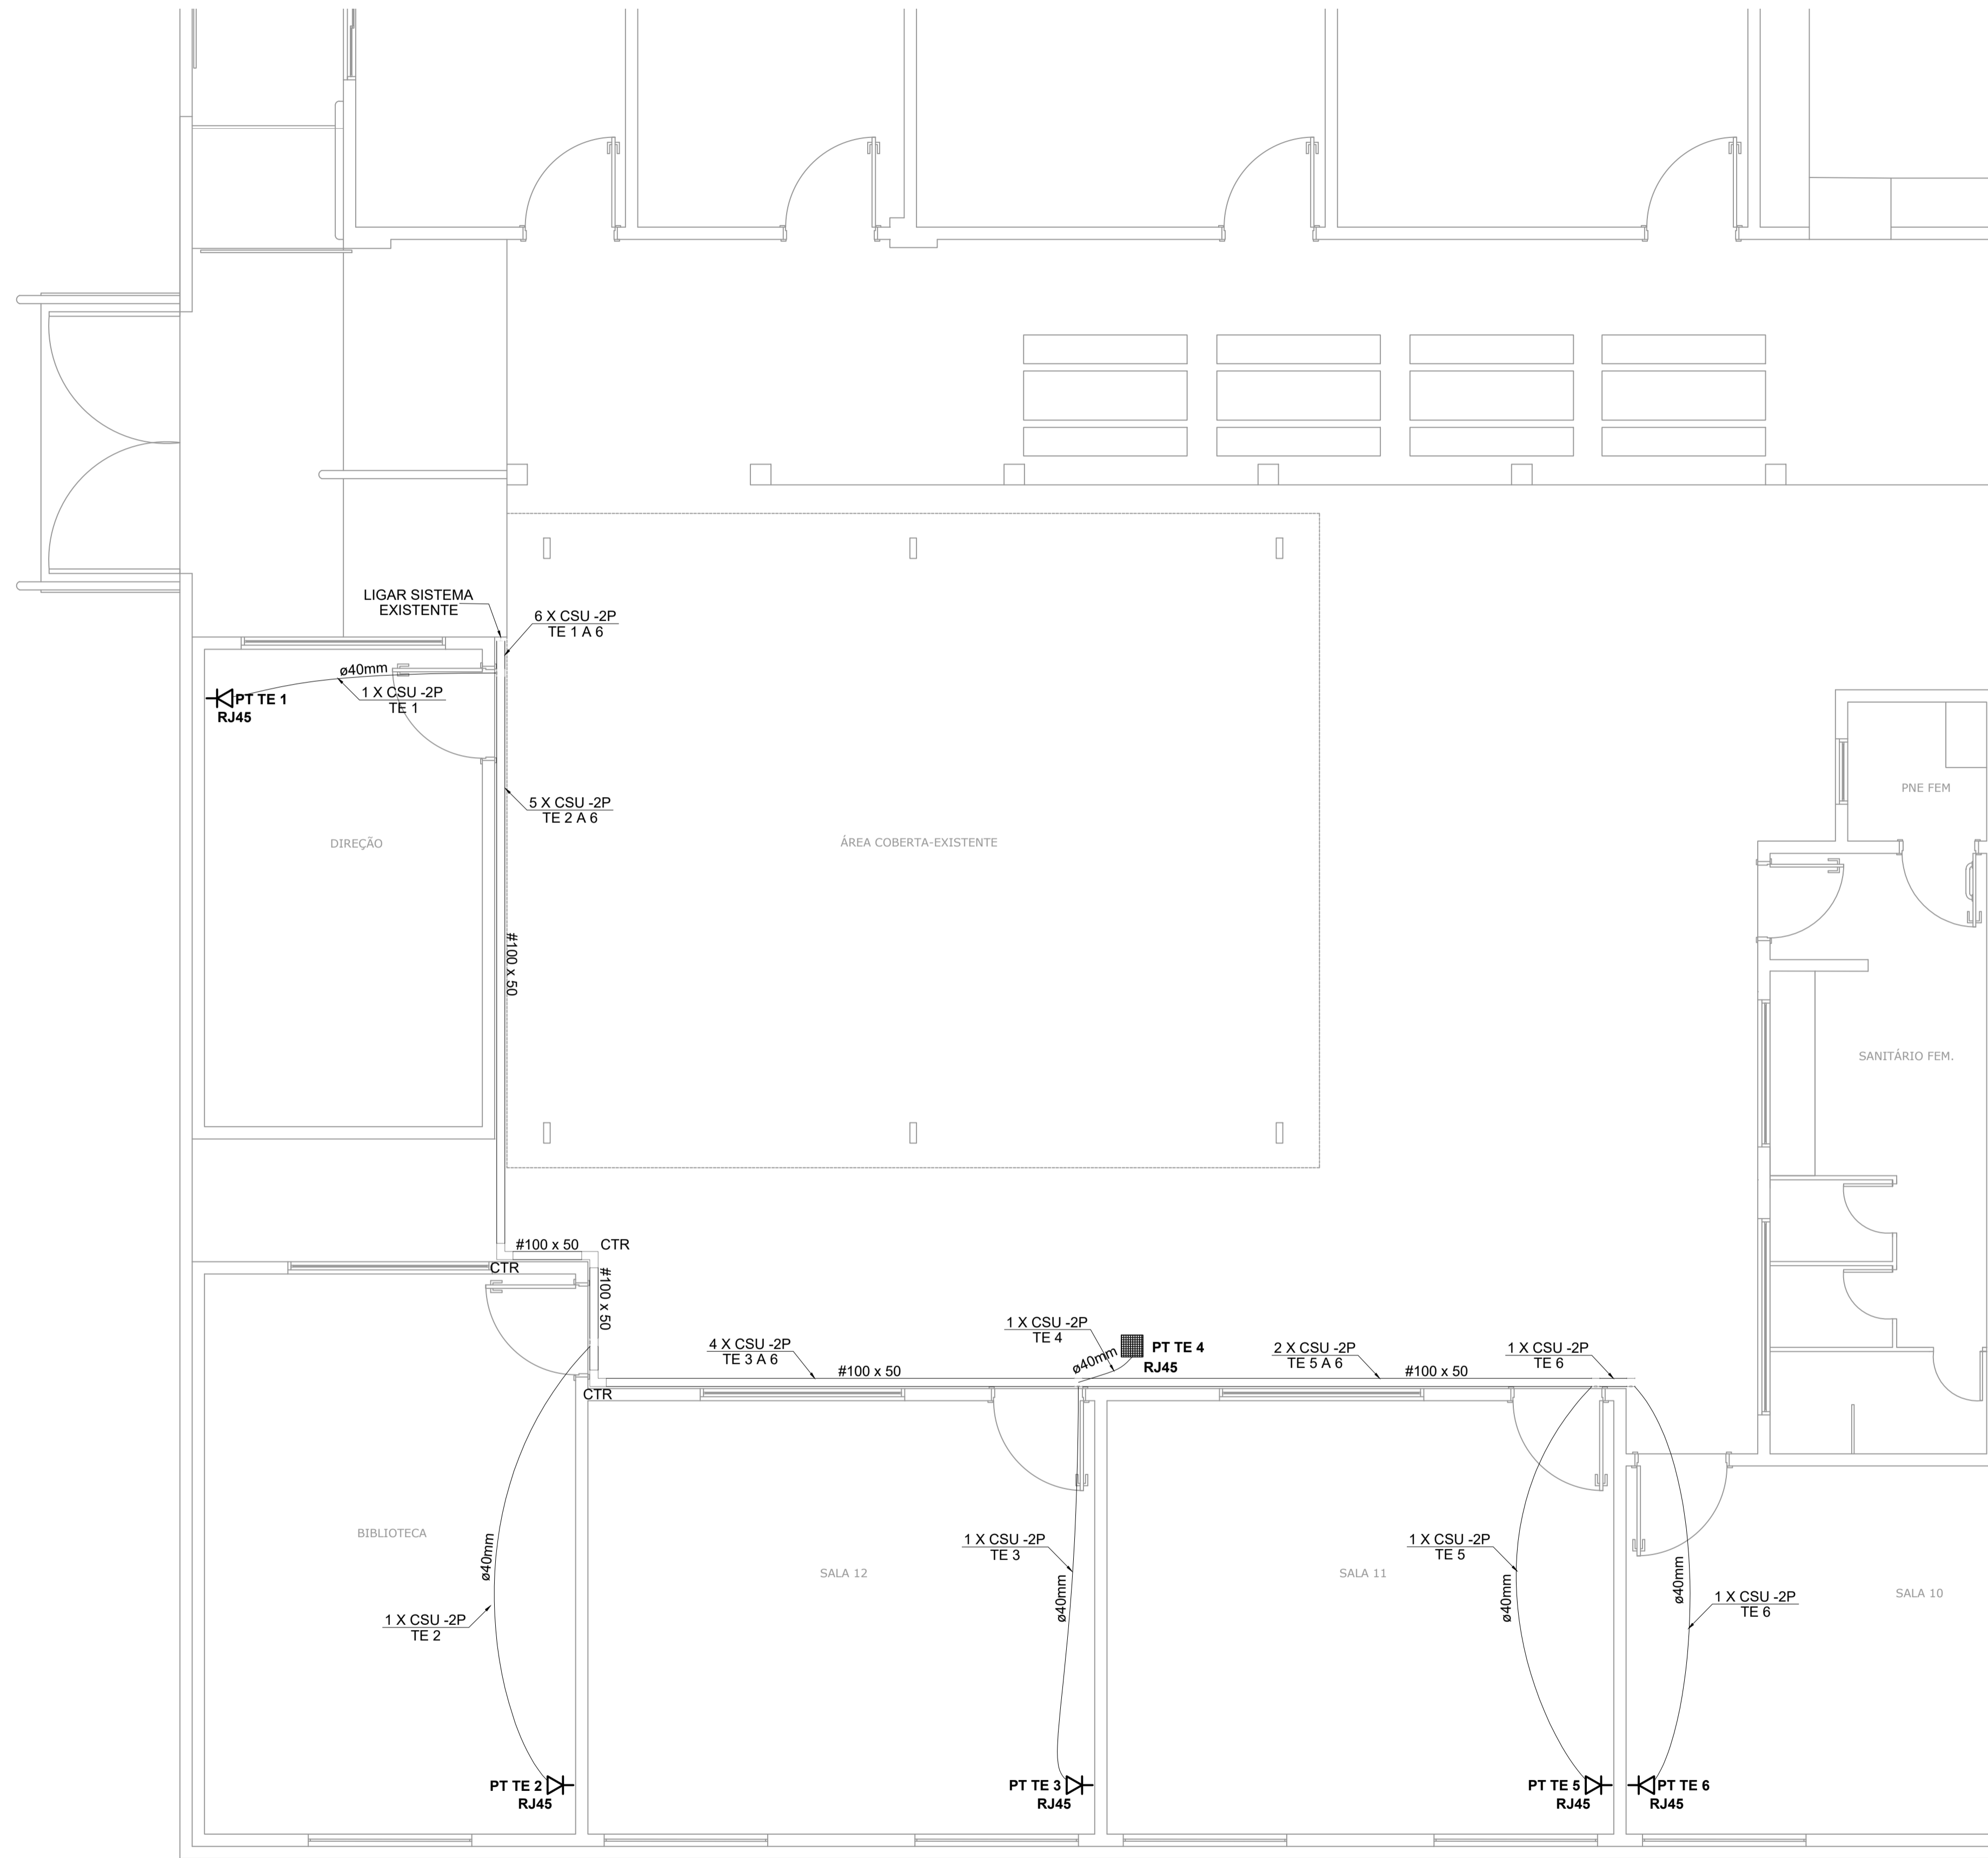 LIGAR SISTEMA
EXISTENTE
6 X CSU -2P
TE 1 A 6
ø40mm
1 X CSU -2P
TE 1
PT TE 1
RJ45
5 X CSU -2P
TE 2 A 6
DIREÇÃO
ÁREA COBERTA-EXISTENTE
PNE FEM
#100 x 50
SANITÁRIO FEM.
#100 x 50
CTR
CTR
#100 x 50
4 X CSU -2P
TE 3 A 6
#100 x 50
1 X CSU -2P
TE 4
ø40mm
PT TE 4
RJ45
2 X CSU -2P
TE 5 A 6
#100 x 50
1 X CSU -2P
TE 6
CTR
BIBLIOTECA
ø40mm
1 X CSU -2P
TE 2
SALA 12
1 X CSU -2P
TE 3
ø40mm
SALA 11
1 X CSU -2P
TE 5
ø40mm
ø40mm
1 X CSU -2P
TE 6
SALA 10
PT TE 2
RJ45
PT TE 3
RJ45
PT TE 5
RJ45
PT TE 6
RJ45